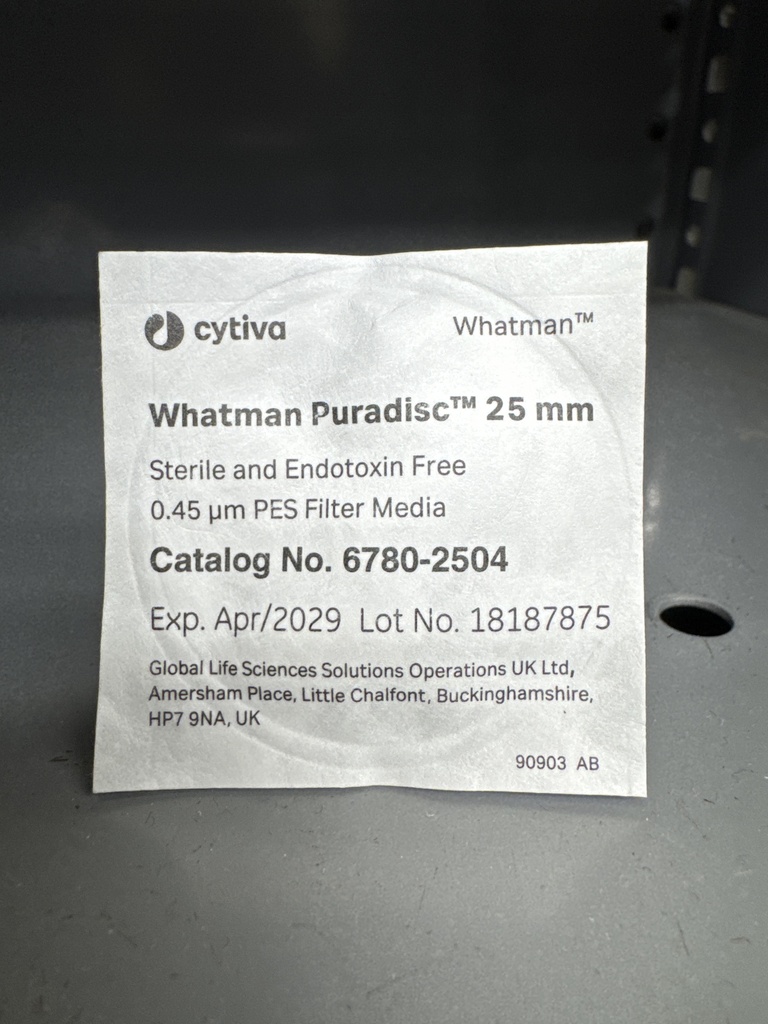 cytiva
Whatman™
Whatman Puradisc™ 25 mm
Sterile and Endotoxin Free
0.45 µm PES Filter Media
Catalog No. 6780-2504
Exp. Apr/2029 Lot No. 18187875
Global Life Sciences Solutions Operations UK Ltd,
Amersham Place, Little Chalfont, Buckinghamshire,
HP7 9NA, UK
90903 AB